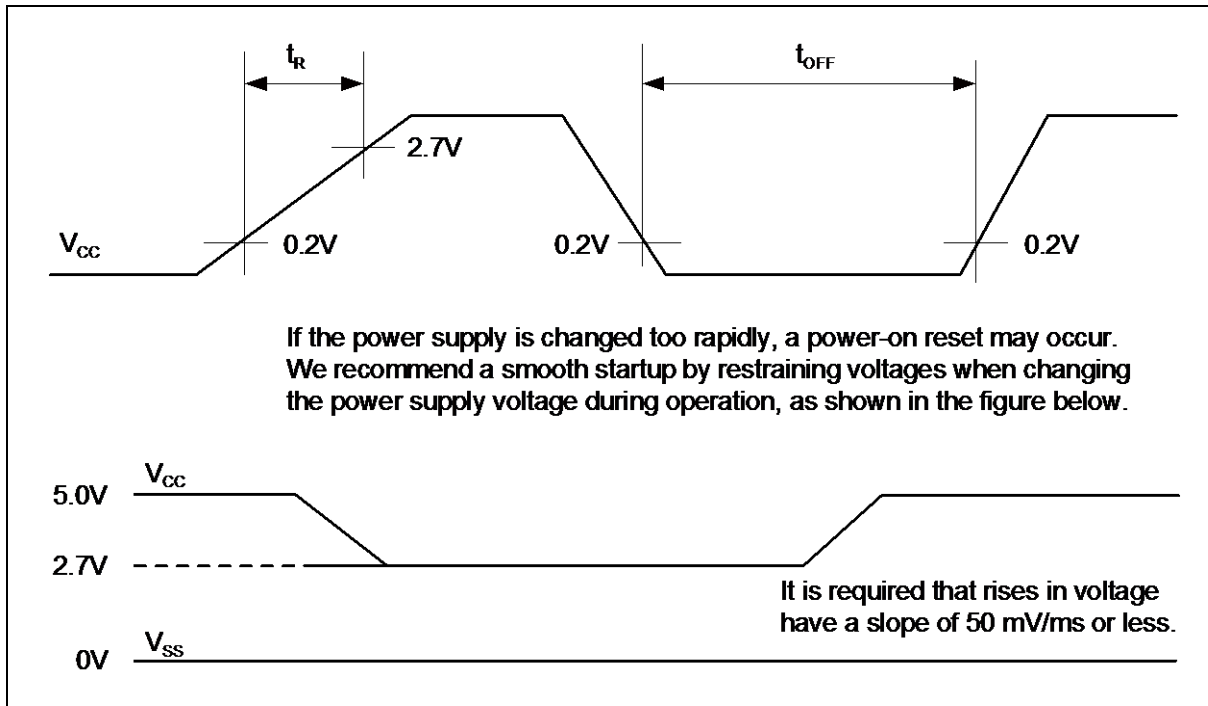 tR
tOFF
2.7V
VCC
0.2V
0.2V
0.2V
If the power supply is changed too rapidly, a power-on reset may occur.
We recommend a smooth startup by restraining voltages when changing
the power supply voltage during operation, as shown in the figure below.
VCC
5.0V
2.7V
It is required that rises in voltage
have a slope of 50 mV/ms or less.
VSS
0V